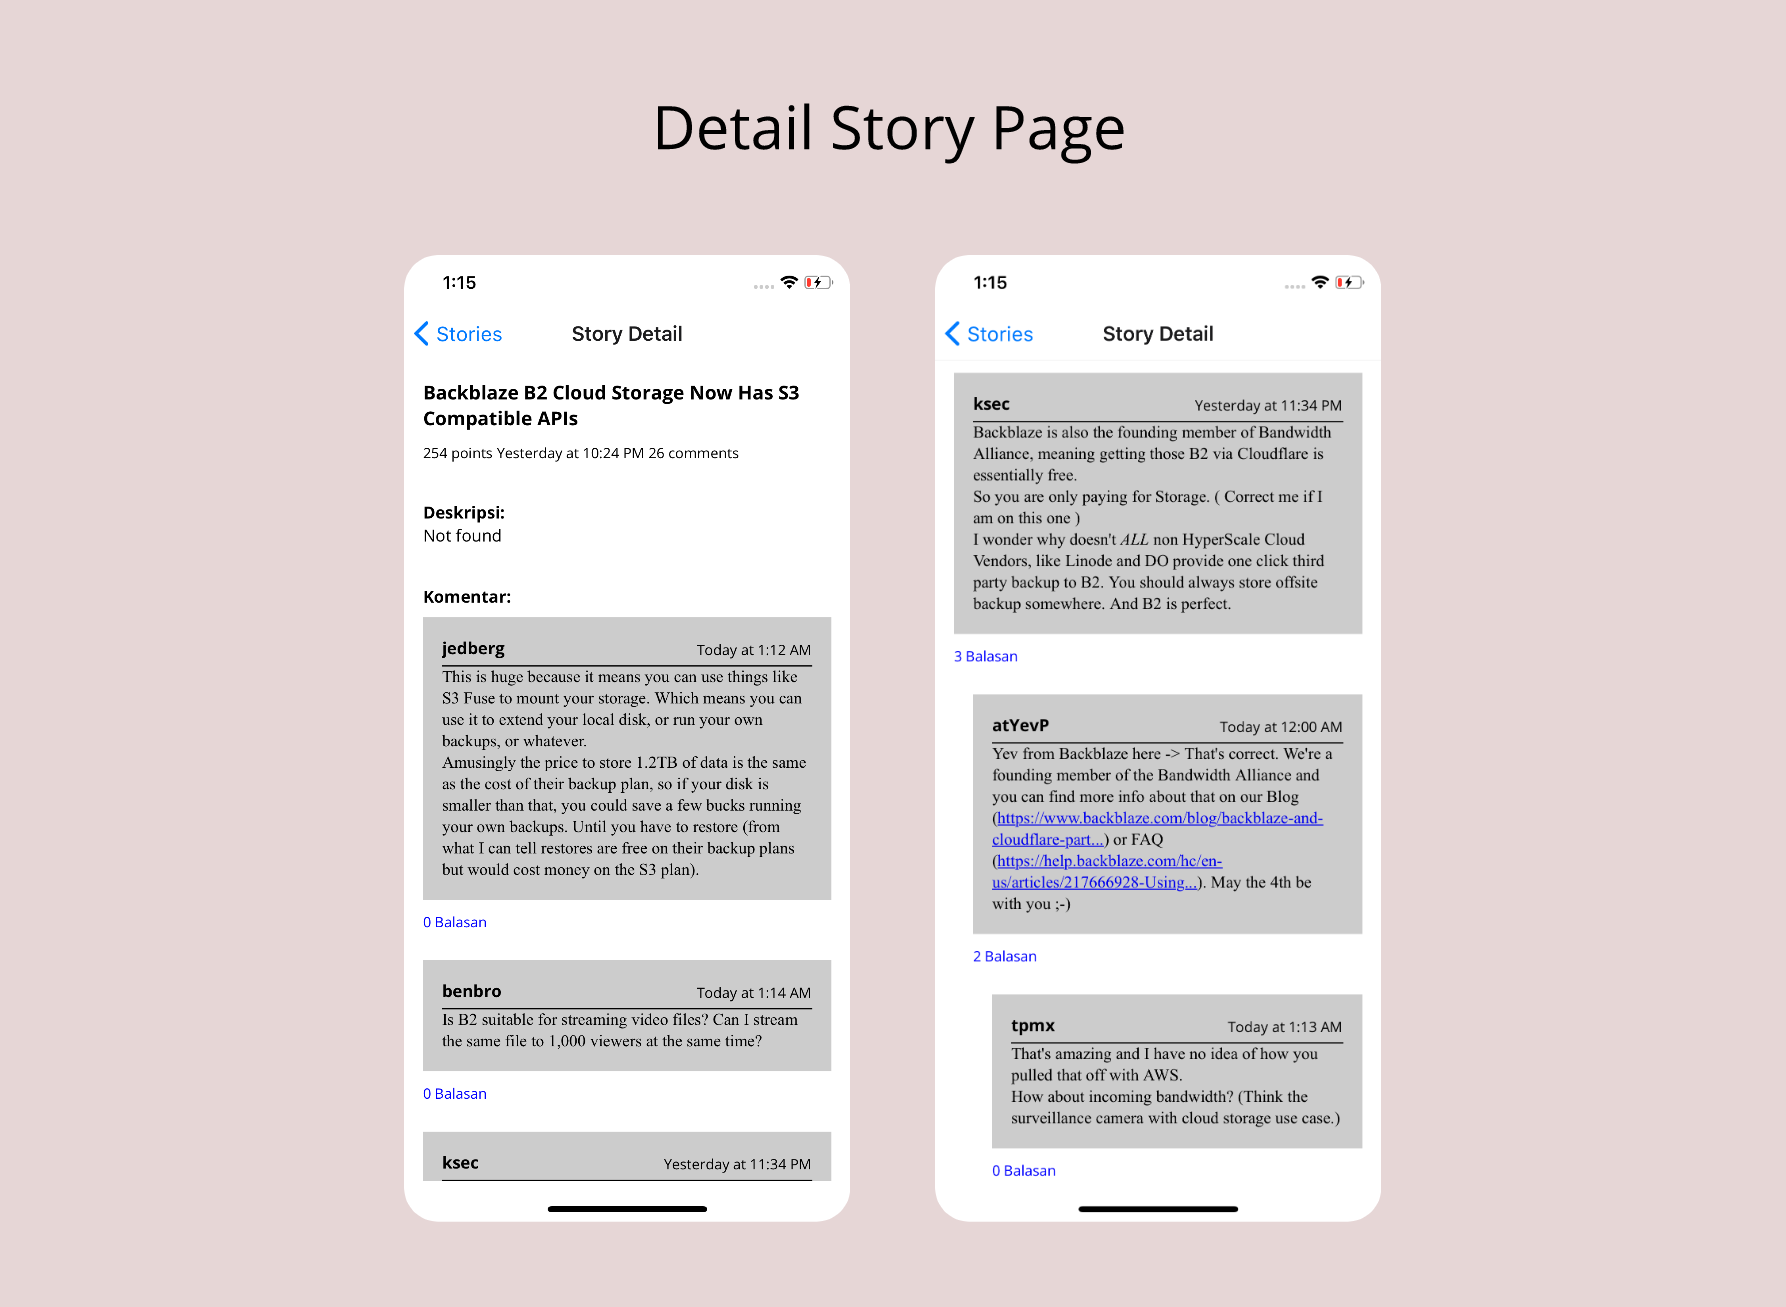 Detail Story Page
1:15
Stories
Story Detail
Backblaze B2 Cloud Storage Now Has S3
Compatible APIs
254 points Yesterday at 10:24 PM 26 comments
Deskripsi:
Not found
Komentar:
jedberg Today at 1:12 AM
This is huge because it means you can use things like
S3 Fuse to mount your storage. Which means you can
use it to extend your local disk, or run your own
backups, or whatever.
Amusingly the price to store 1.2TB of data is the same
as the cost of their backup plan, so if your disk is
smaller than that, you could save a few bucks running
your own backups. Until you have to restore (from
what I can tell restores are free on their backup plans
but would cost money on the S3 plan).
0 Balasan
benbro Today at 1:14 AM
Is B2 suitable for streaming video files? Can I stream
the same file to 1,000 viewers at the same time?
0 Balasan
ksec Yesterday at 11:34 PM
1:15
Stories
Story Detail
ksec Yesterday at 11:34 PM
Backblaze is also the founding member of Bandwidth
Alliance, meaning getting those B2 via Cloudflare is
essentially free.
So you are only paying for Storage. ( Correct me if I
am on this one )
I wonder why doesn't ALL non HyperScale Cloud
Vendors, like Linode and DO provide one click third
party backup to B2. You should always store offsite
backup somewhere. And B2 is perfect.
3 Balasan
atYevP Today at 12:00 AM
Yev from Backblaze here -> That's correct. We're a
founding member of the Bandwidth Alliance and
you can find more info about that on our Blog
(https://www.backblaze.com/blog/backblaze-and-
cloudflare-part...) or FAQ
(https://help.backblaze.com/hc/en-
us/articles/217666928-Using...). May the 4th be
with you ;-)
2 Balasan
tpmx Today at 1:13 AM
That's amazing and I have no idea of how you
pulled that off with AWS.
How about incoming bandwidth? (Think the
surveillance camera with cloud storage use case.)
0 Balasan